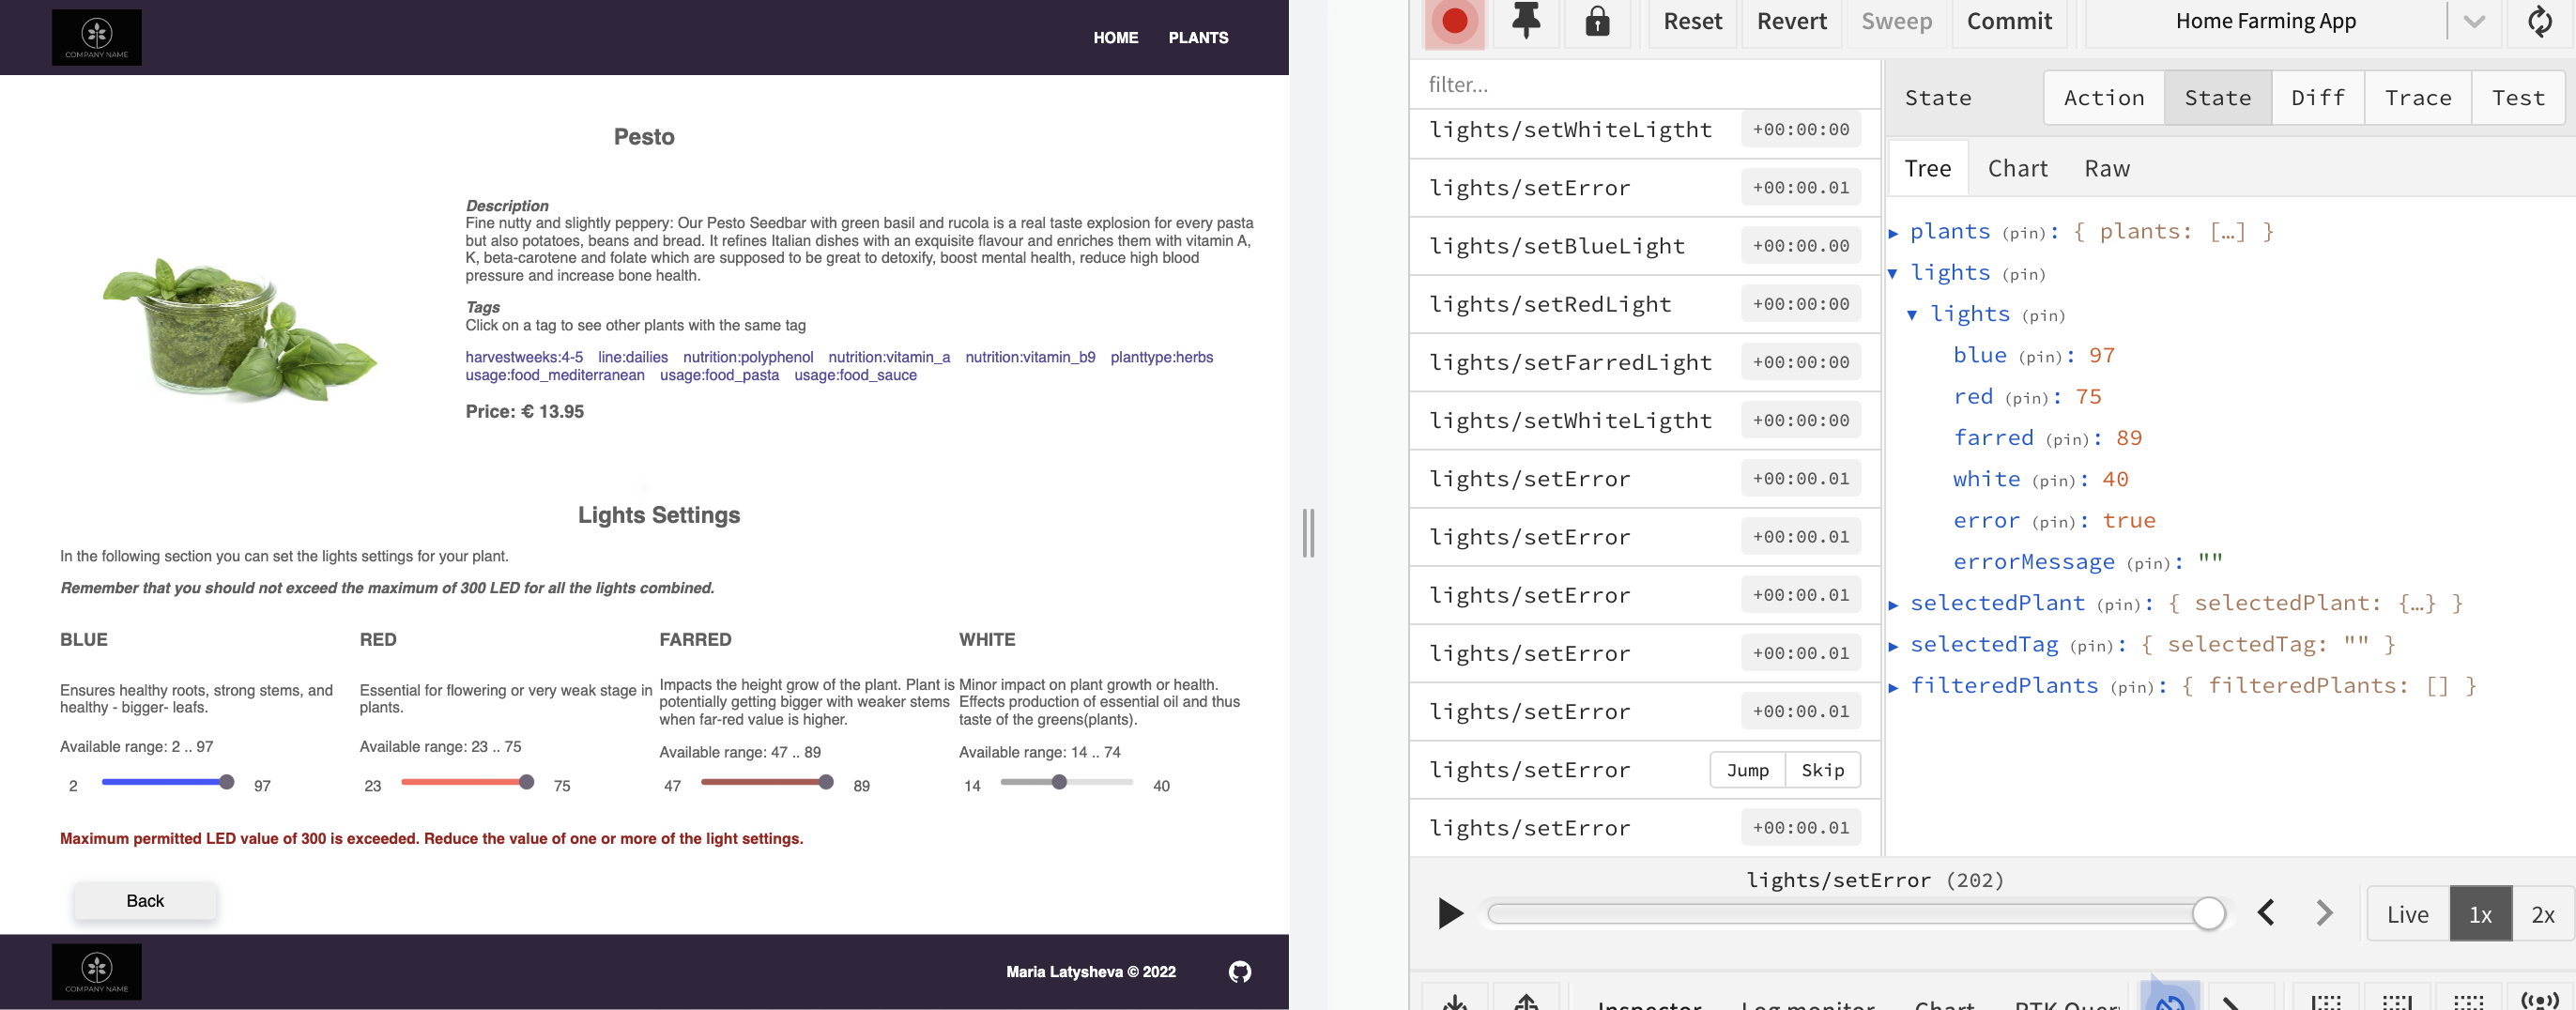 COMPANY NAME
HOME PLANTS
Pesto
Description
Fine nutty and slightly peppery: Our Pesto Seedbar with green basil and rucola is a real taste explosion for every pasta
but also potatoes, beans and bread. It refines Italian dishes with an exquisite flavour and enriches them with vitamin A,
K, beta-carotene and folate which are supposed to be great to detoxify, boost mental health, reduce high blood
pressure and increase bone health.
Tags
Click on a tag to see other plants with the same tag
harvestweeks:4-5 line:dailies nutrition:polyphenol nutrition:vitamin_a nutrition:vitamin_b9 planttype:herbs
usage:food_mediterranean usage:food_pasta usage:food_sauce
Price: € 13.95
Lights Settings
In the following section you can set the lights settings for your plant.
Remember that you should not exceed the maximum of 300 LED for all the lights combined.
BLUE
Ensures healthy roots, strong stems, and
healthy - bigger- leafs.
Available range: 2 .. 97
2 97
RED
Essential for flowering or very weak stage in
plants.
Available range: 23 .. 75
23 75
FARRED
Impacts the height grow of the plant. Plant is
potentially getting bigger with weaker stems
when far-red value is higher.
Available range: 47 .. 89
47 89
WHITE
Minor impact on plant growth or health.
Effects production of essential oil and thus
taste of the greens(plants).
Available range: 14 .. 74
14 40
Maximum permitted LED value of 300 is exceeded. Reduce the value of one or more of the light settings.
Back
COMPANY NAME
Maria Latysheva © 2022
Reset Revert Sweep Commit Home Farming App
filter...
lights/setWhiteLigtht +00:00:00
lights/setError +00:00.01
lights/setBlueLight +00:00.00
lights/setRedLight +00:00:00
lights/setFarredLight +00:00:00
lights/setWhiteLigtht +00:00:00
lights/setError +00:00.01
lights/setError +00:00.01
lights/setError +00:00.01
lights/setError +00:00.01
lights/setError +00:00.01
lights/setError Jump Skip
lights/setError +00:00.01
State Action State Diff Trace Test
Tree Chart Raw
plants (pin): { plants: […] }
lights (pin)
lights (pin)
blue (pin): 97
red (pin): 75
farred (pin): 89
white (pin): 40
error (pin): true
errorMessage (pin): ""
selectedPlant (pin): { selectedPlant: {…} }
selectedTag (pin): { selectedTag: "" }
filteredPlants (pin): { filteredPlants: [] }
lights/setError (202)
Live 1x 2x
Inspector Log monitor Chart RTK Quer